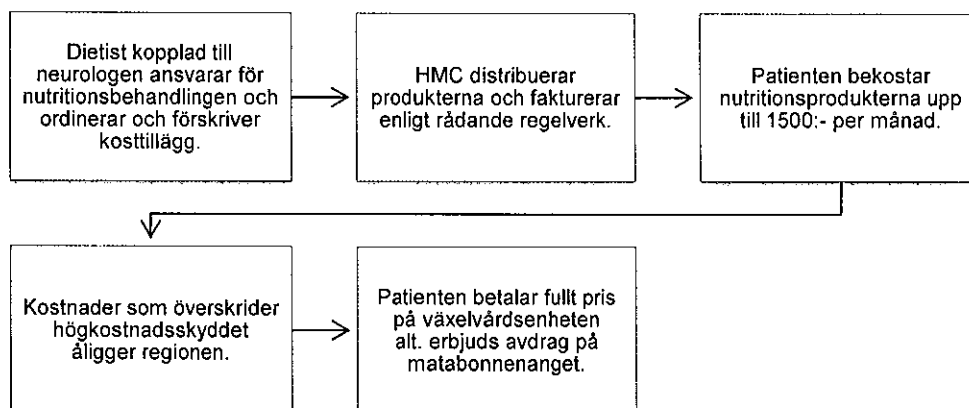 Dietist kopplad till
neurologen ansvarar för
nutritionsbehandlingen och
ordinerar och förskriver
kosttillägg.
HMC distribuerar
produkterna och fakturerar
enligt rådande regelverk.
Patienten bekostar
nutritionsprodukterna upp
till 1500:- per månad.
Kostnader som överskrider
högkostnadsskyddet
åligger regionen.
Patienten betalar fullt pris
på växelvårdsenheten
alt. erbjuds avdrag på
matabonnenanget.